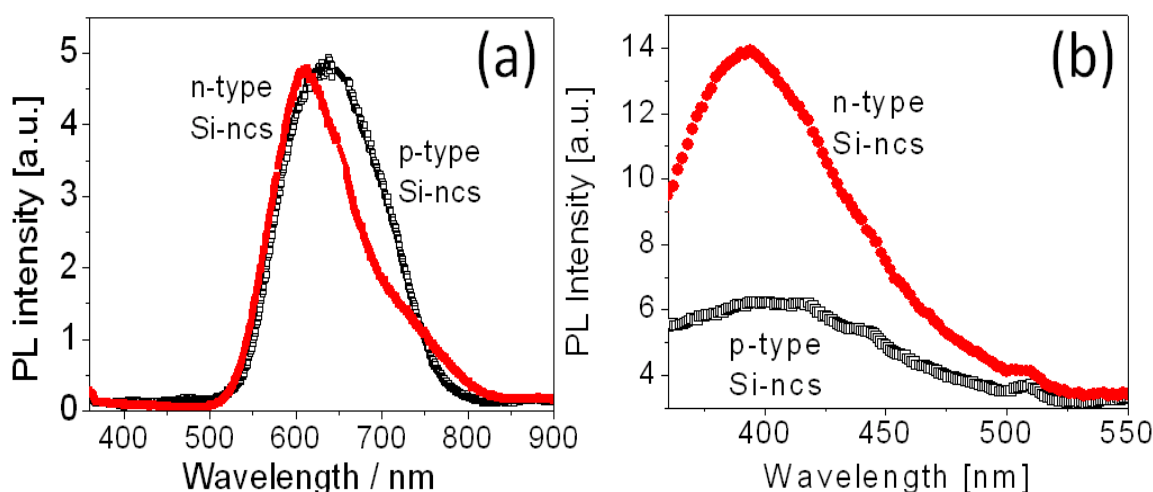 (a)
n-type
Si-ncs
p-type
Si-ncs
PL intensity [a.u.]
5
4
3
2
1
0
400 500 600 700 800 900
Wavelength / nm
(b)
n-type
Si-ncs
p-type
Si-ncs
PL Intensity [a.u.]
14
12
10
8
6
4
400 450 500 550
Wavelength [nm]